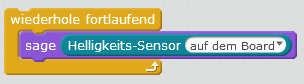 wiederhole fortlaufend
sage Helligkeits-Sensor auf dem Board